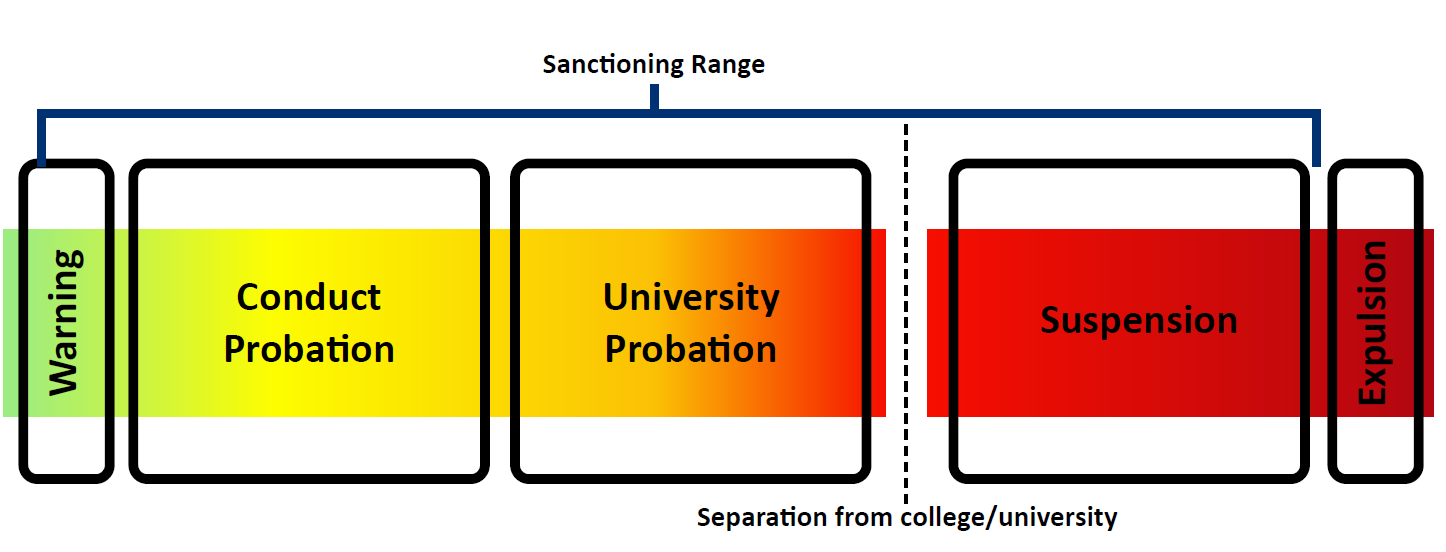 Sanctioning Range
Warning
Conduct
Probation
University
Probation
Suspension
Expulsion
Separation from college/university